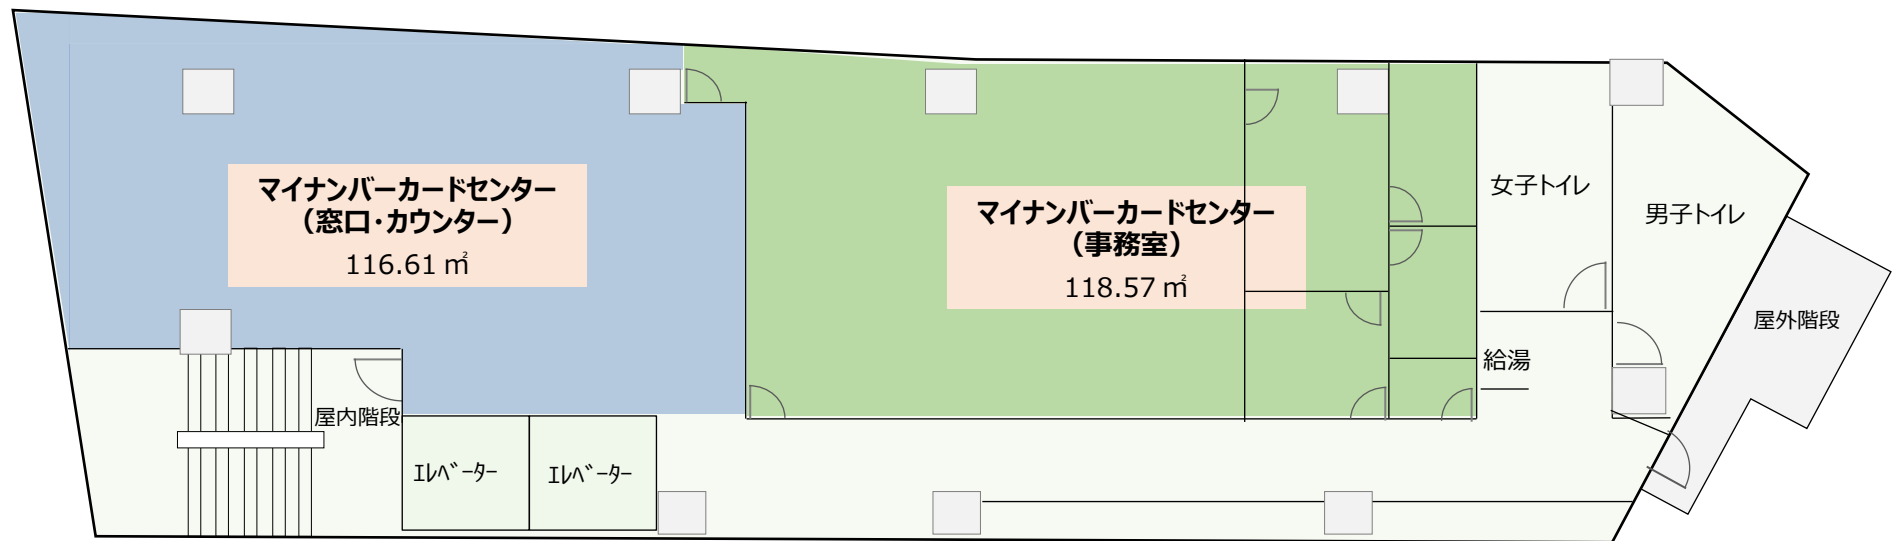 マイナンバーカードセンター
（窓口・カウンター）
116.61 ㎡
マイナンバーカードセンター
（事務室）
118.57 ㎡
女子トイレ
男子トイレ
屋外階段
給湯
屋内階段
ｴﾚﾍﾞｰﾀｰ
ｴﾚﾍﾞｰﾀｰ